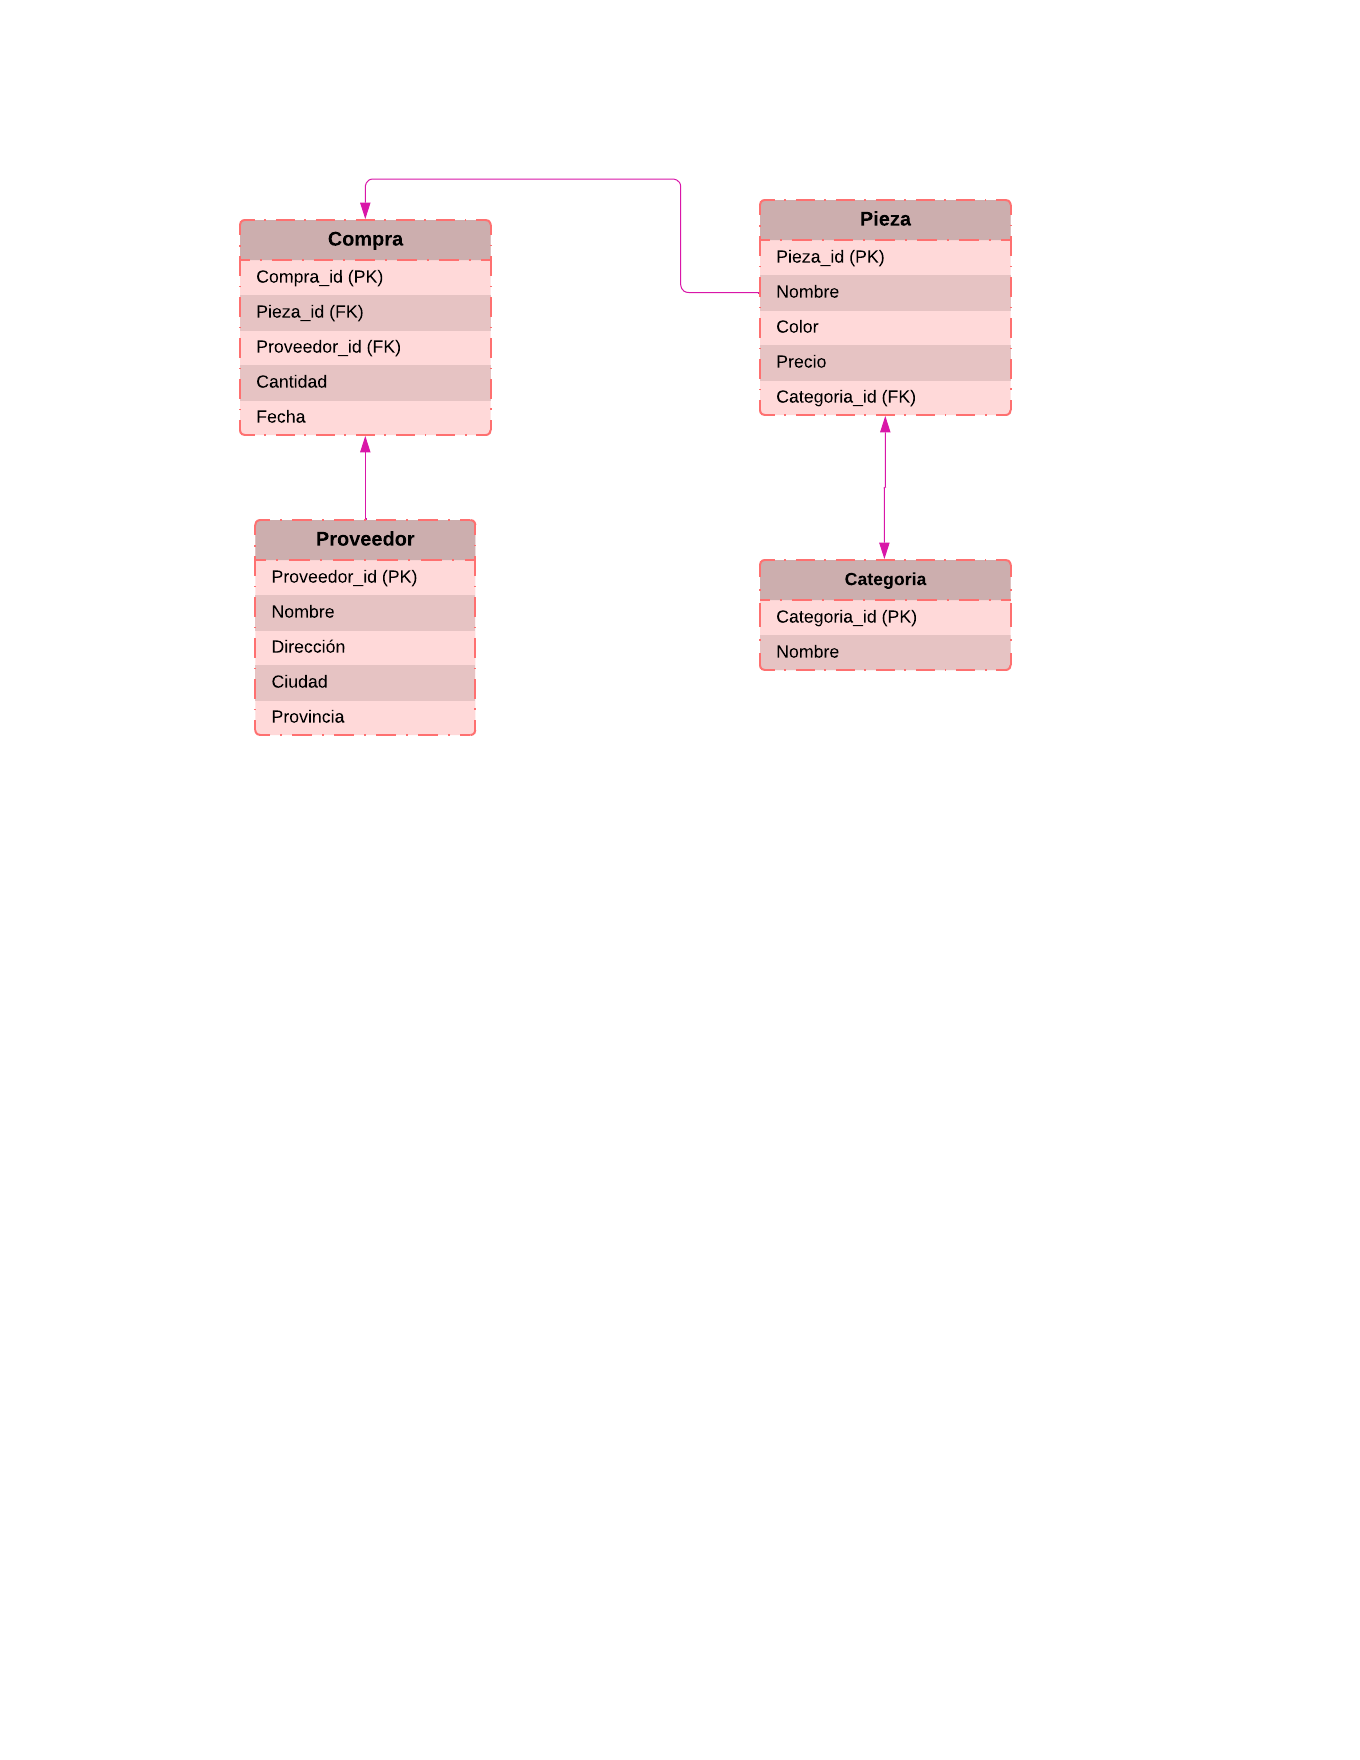 Compra
Compra_id (PK)
Pieza_id (FK)
Proveedor_id (FK)
Cantidad
Fecha
Pieza
Pieza_id (PK)
Nombre
Color
Precio
Categoria_id (FK)
Proveedor
Proveedor_id (PK)
Nombre
Dirección
Ciudad
Provincia
Categoria
Categoria_id (PK)
Nombre